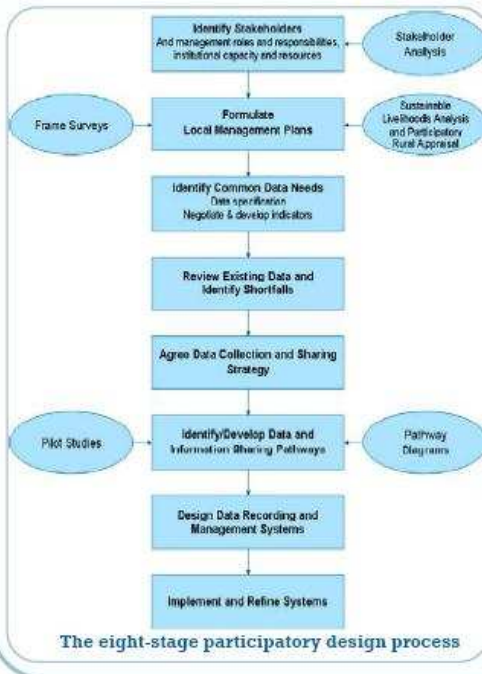 Identify Stakeholders
And management roles and responsibilities,
institutional capacity and resources
Stakeholder
Analysis
Frame Surveys
Formulate
Local Management Plans
Sustainable
Livelihoods Analysis
and Participatory
Rural Appraisal
Identify Common Data Needs
Data specification
Negotiate & develop indicators
Review Existing Data and
Identify Shortfalls
Agree Data Collection and Sharing
Strategy
Pilot Studies
Identify/Develop Data and
Information Sharing Pathways
Pathway
Diagrams
Design Data Recording and
Management Systems
Implement and Refine Systems
The eight-stage participatory design process